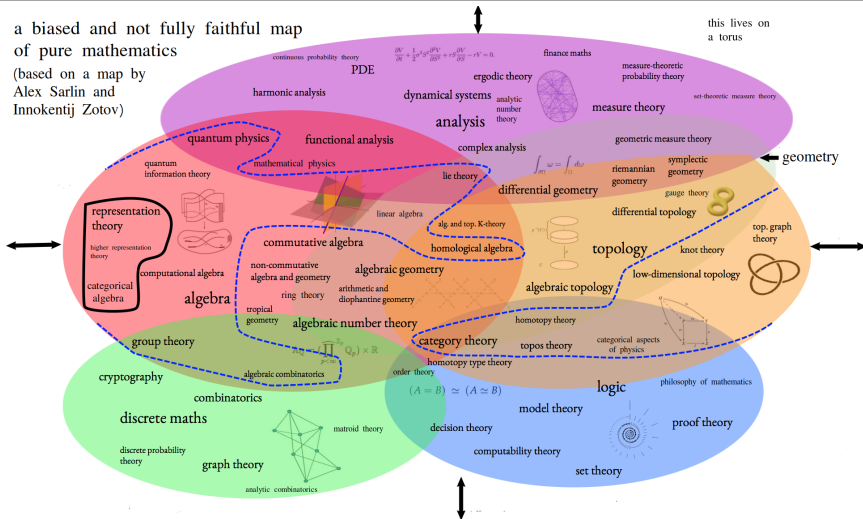 a biased and not fully faithful map
of pure mathematics
(based on a map by
Alex Sarlin and
Innokentij Zotov)
this lives on
a torus
continuous probability theory
PDE
finance maths
ergodic theory
measure-theoretic
probability theory
harmonic analysis
dynamical systems
analytic
number
theory
set-theoretic measure theory
measure theory
analysis
quantum physics
functional analysis
complex analysis
geometric measure theory
geometry
quantum
information theory
mathematical physics
lie theory
∫∂Ω ω = ∫Ω dω
riemannian
geometry
symplectic
geometry
differential geometry
gauge theory
representation
theory
linear algebra
differential topology
alg. and top. K-theory
top. graph
theory
higher representation
theory
commutative algebra
homological algebra
topology
knot theory
categorical
algebra
computational algebra
non-commutative
algebra and geometry
algebraic geometry
low-dimensional topology
algebra
ring theory
arithmetic and
diophantine geometry
algebraic topology
tropical
geometry
algebraic number theory
homotopy theory
group theory
category theory
topos theory
categorical aspects
of physics
homotopy type theory
cryptography
algebraic combinatorics
order theory
(A = B) ≃ (A ≃ B)
logic
philosophy of mathematics
combinatorics
model theory
discrete maths
matroid theory
decision theory
proof theory
discrete probability
theory
graph theory
computability theory
set theory
analytic combinatorics